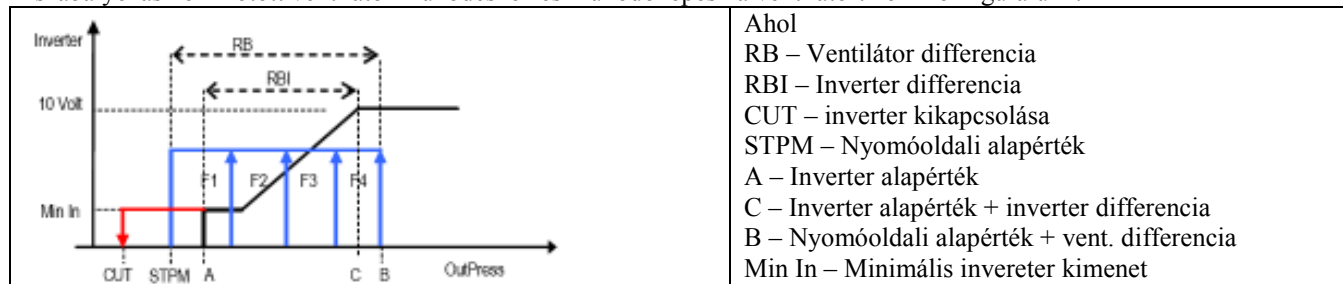 Inverter
RB
RBI
10 Volt
F1
F2
F3
F4
Min In
CUT
STPM
A
C
B
OutPress
Ahol
RB – Ventilátor differencia
RBI – Inverter differencia
CUT – inverter kikapcsolása
STPM – Nyomóoldali alapérték
A – Inverter alapérték
C – Inverter alapérték + inverter differencia
B – Nyomóoldali alapérték + vent. differencia
Min In – Minimális invereter kimenet